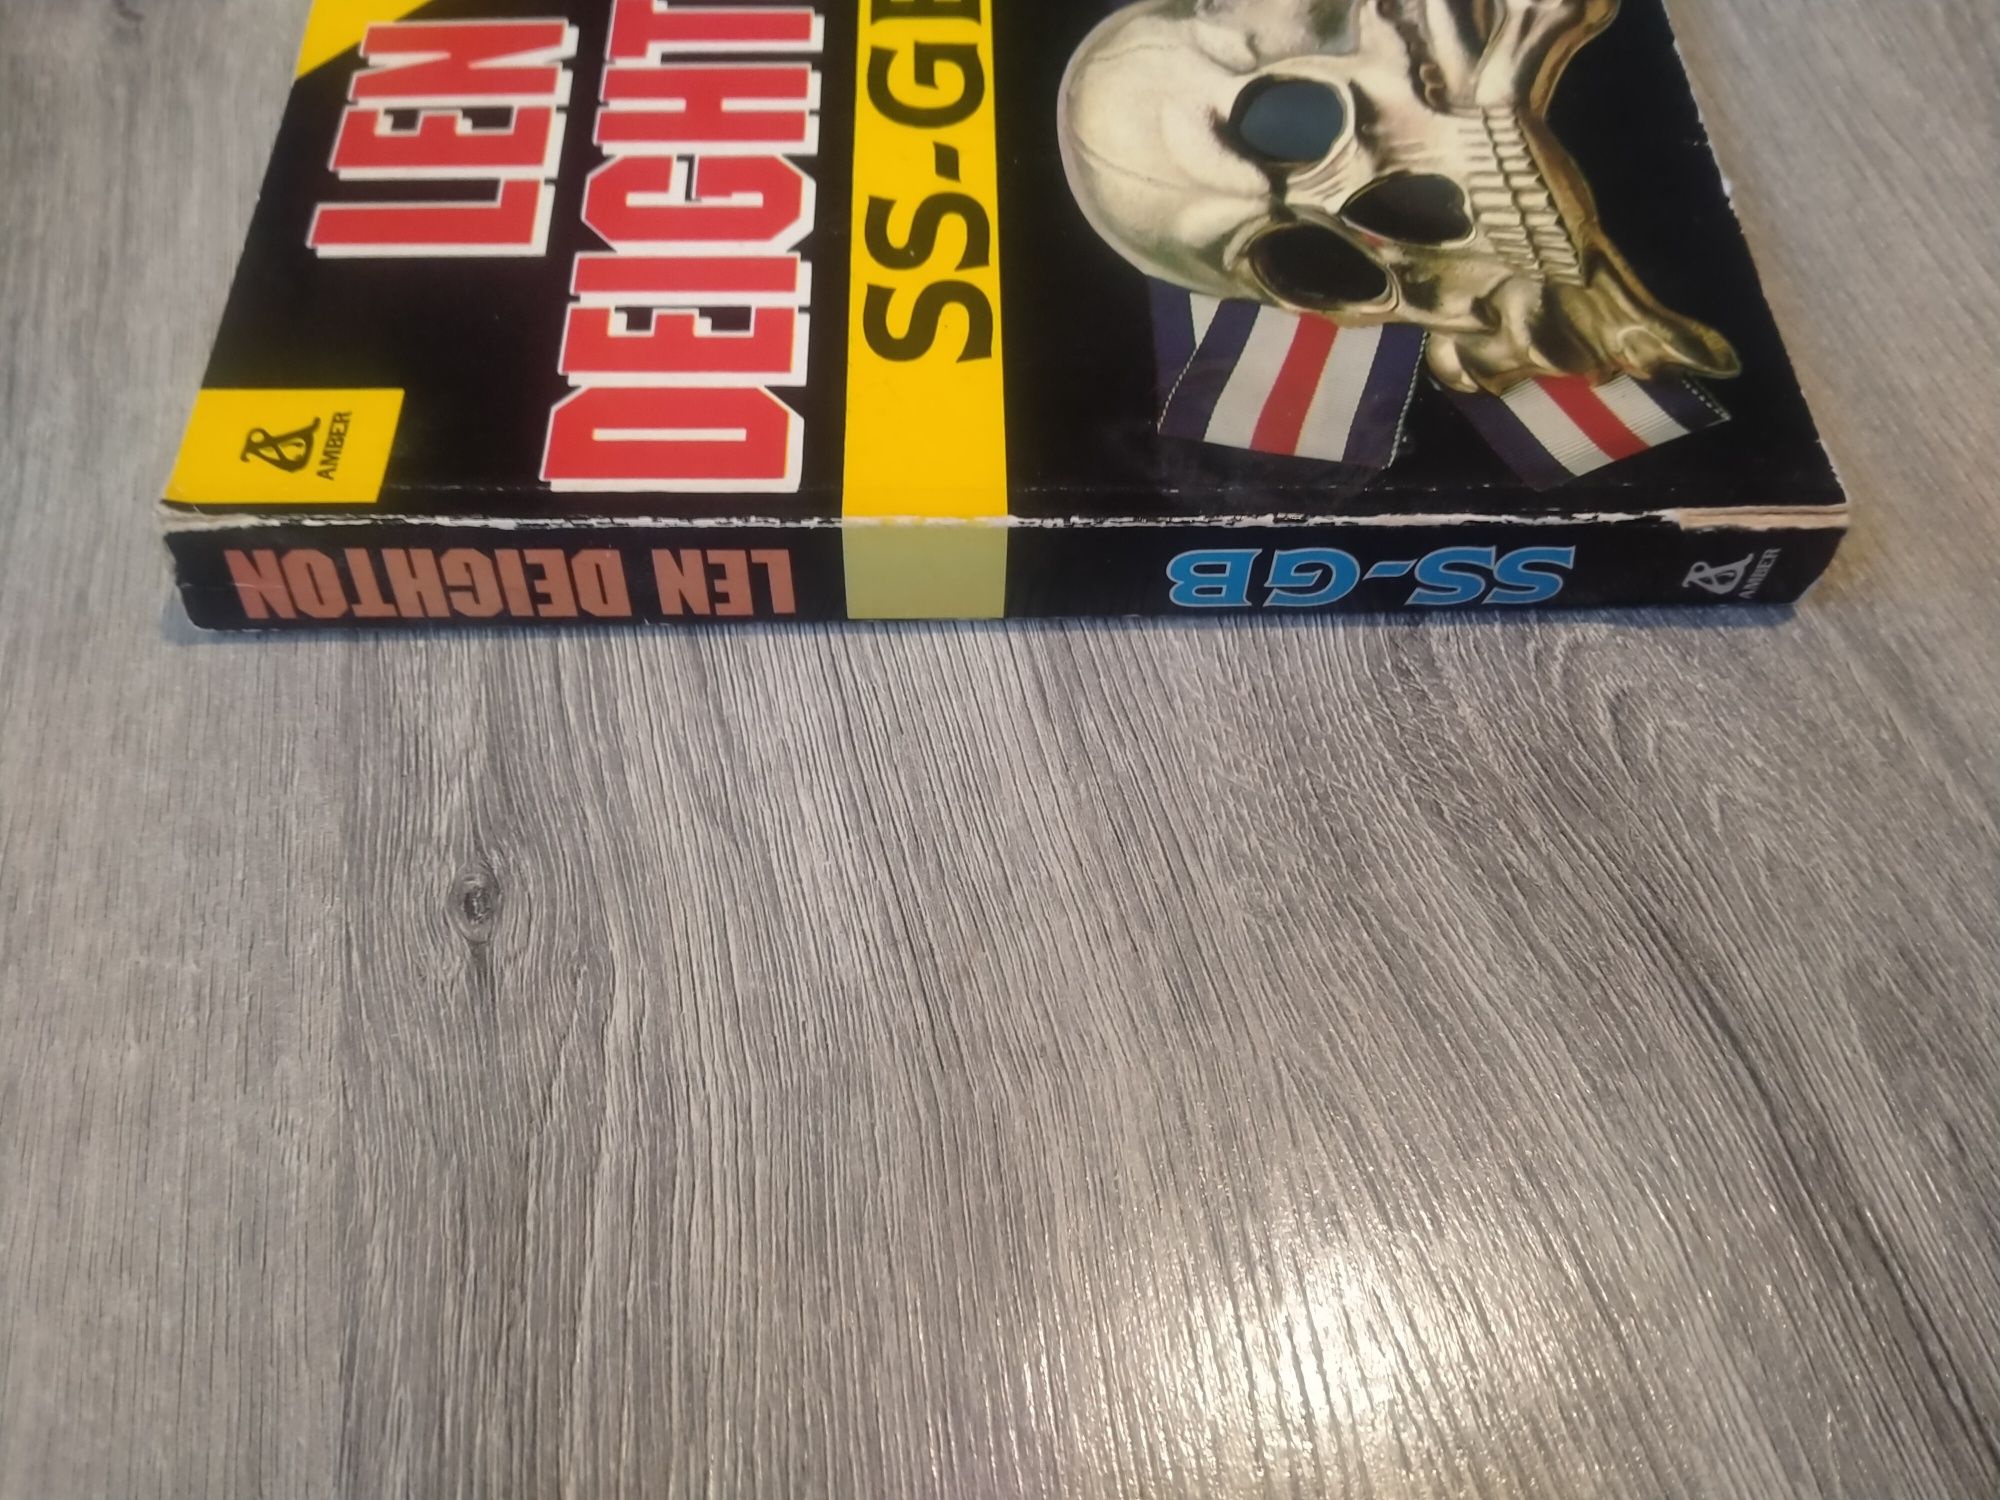 LEN
DEIGHT
SS-GB
AMBER
LEN DEIGHTON
SS-GB
AMBER